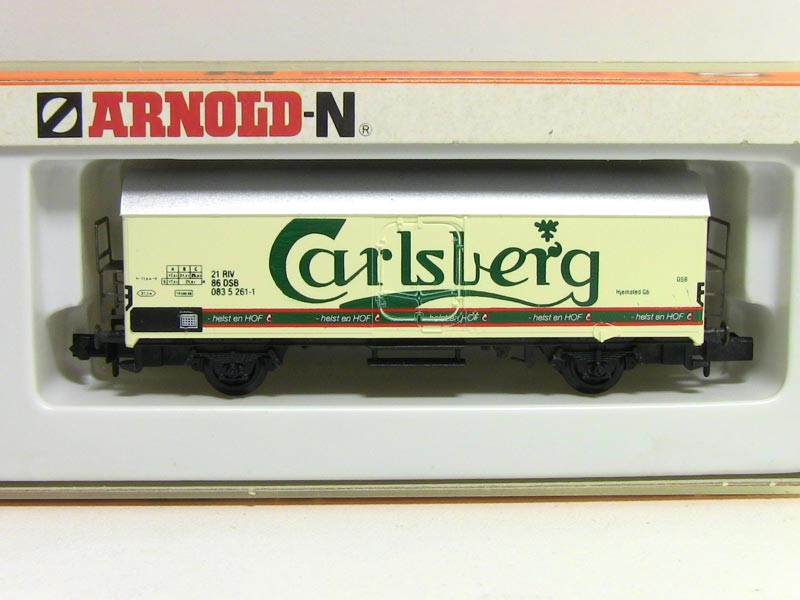 ARNOLD-N®
Carlsberg
A B C
21 RIV
86 DSB
083 5 261-1
DSB
Hjemsted Gb
- helst en HOF - helst en HOF - helst en HOF - helst en HOF - helst en HOF